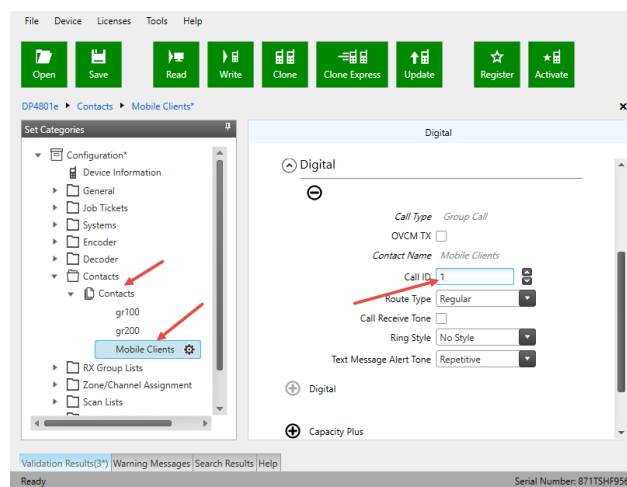 File Device Licenses Tools Help
Open Save Read Write Clone Clone Express Update Register Activate
DP4801e Contacts Mobile Clients*
Set Categories
Configuration*
Device Information
General
Job Tickets
Systems
Encoder
Decoder
Contacts
Contacts
gr100
gr200
Mobile Clients
RX Group Lists
Zone/Channel Assignment
Scan Lists
Digital
Digital
Call Type Group Call
OVCM TX
Contact Name Mobile Clients
Call ID 1
Route Type Regular
Call Receive Tone
Ring Style No Style
Text Message Alert Tone Repetitive
Digital
Capacity Plus
Validation Results(3*) Warning Messages Search Results Help
Ready Serial Number: 871TSHF956